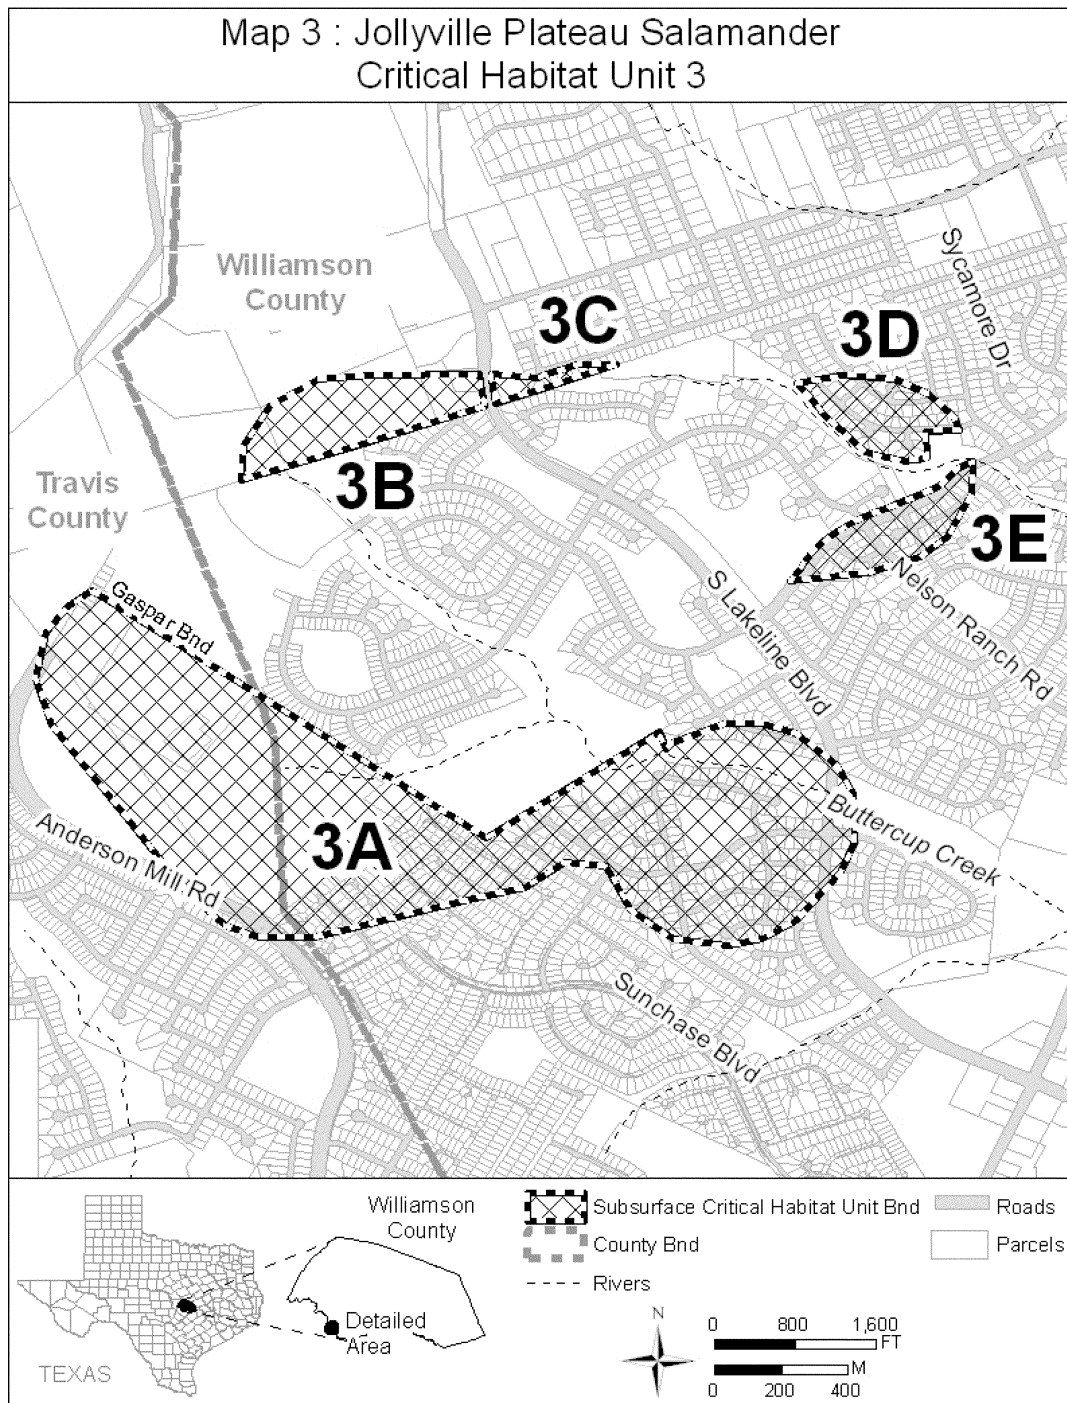 Map 3 : Jollyville Plateau Salamander
Critical Habitat Unit 3
Williamson
County
Sycamore Dr
3C
3D
3B
Travis
County
3E
Gaspar Bnd
S Lakeline Blvd
Nelson Ranch Rd
Anderson Mill Rd
3A
Buttercup Creek
Sunchase Blvd
Williamson
County
Detailed
Area
TEXAS
Subsurface Critical Habitat Unit Bnd
Roads
County Bnd
Parcels
Rivers
N
0 800 1,600
FT
M
0 200 400